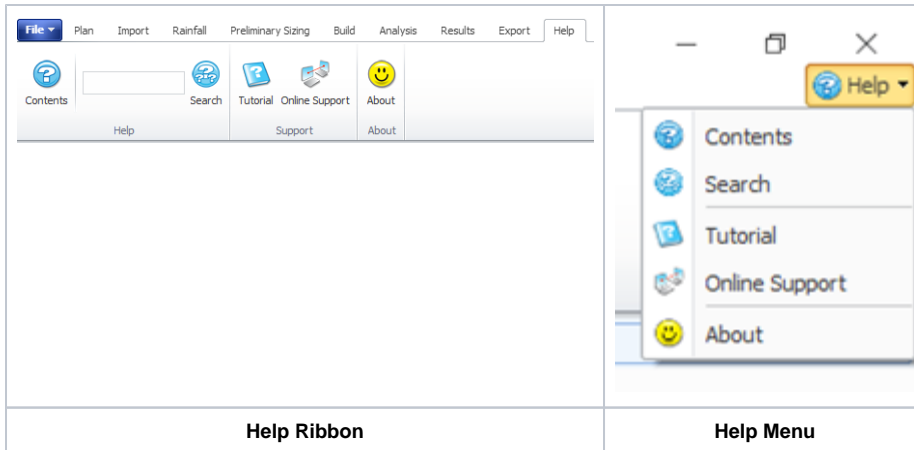 File Plan Import Rainfall Preliminary Sizing Build Analysis Results Export Help
Contents Search Tutorial Online Support About
Help Support About
Help
Contents
Search
Tutorial
Online Support
About
Help Ribbon Help Menu